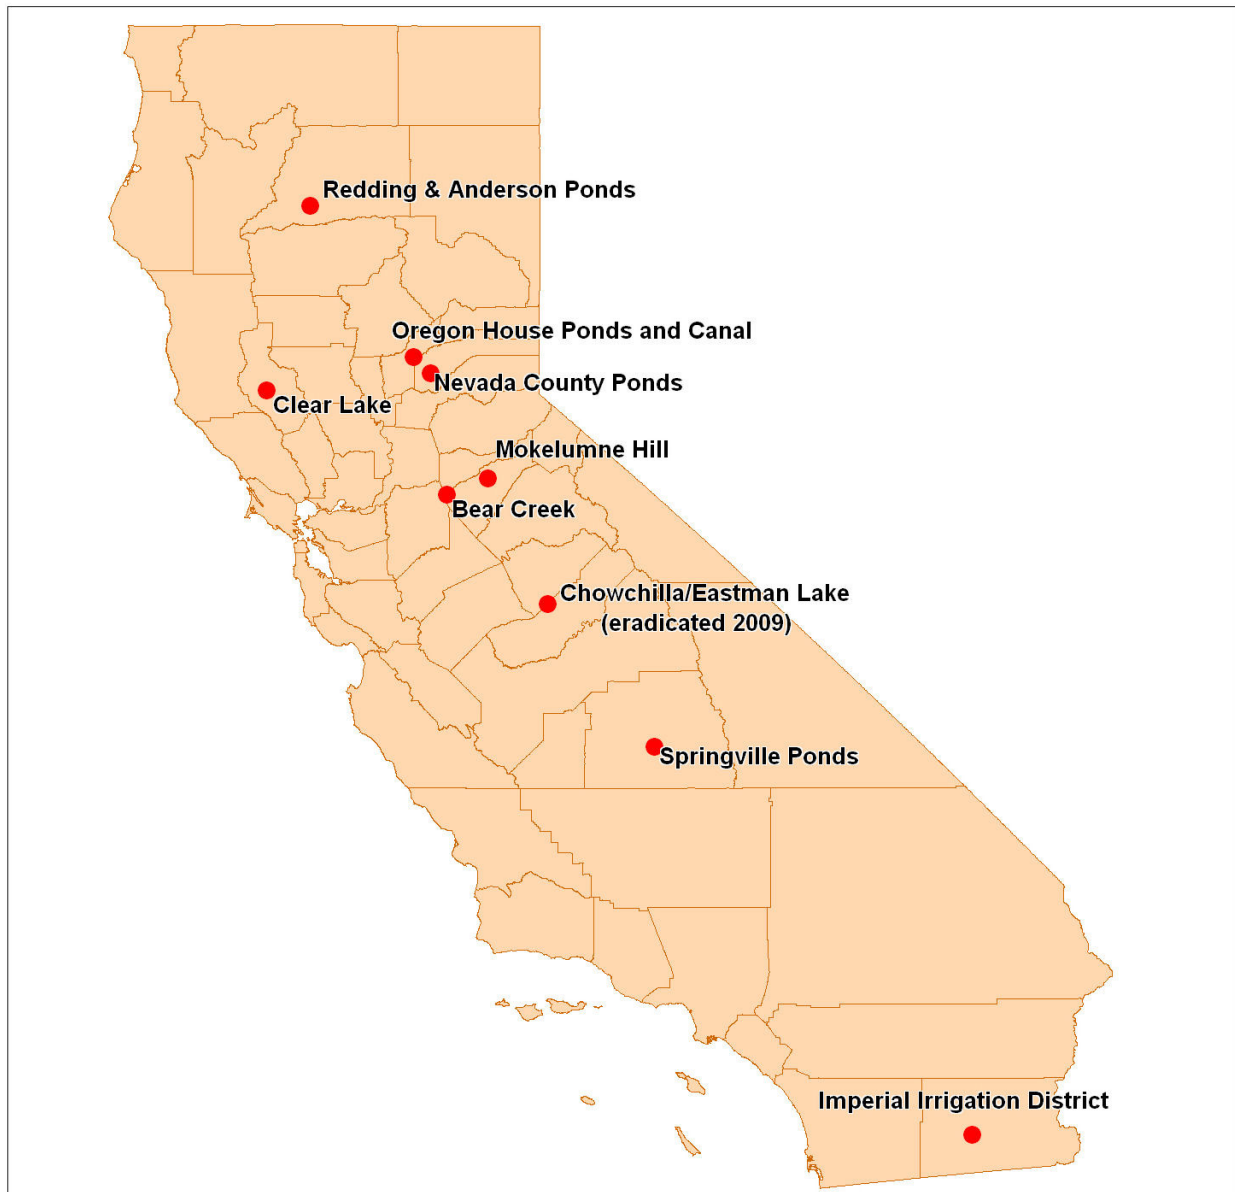 Redding & Anderson Ponds
Oregon House Ponds and Canal
Nevada County Ponds
Clear Lake
Mokelumne Hill
Bear Creek
Chowchilla/Eastman Lake
(eradicated 2009)
Springville Ponds
Imperial Irrigation District